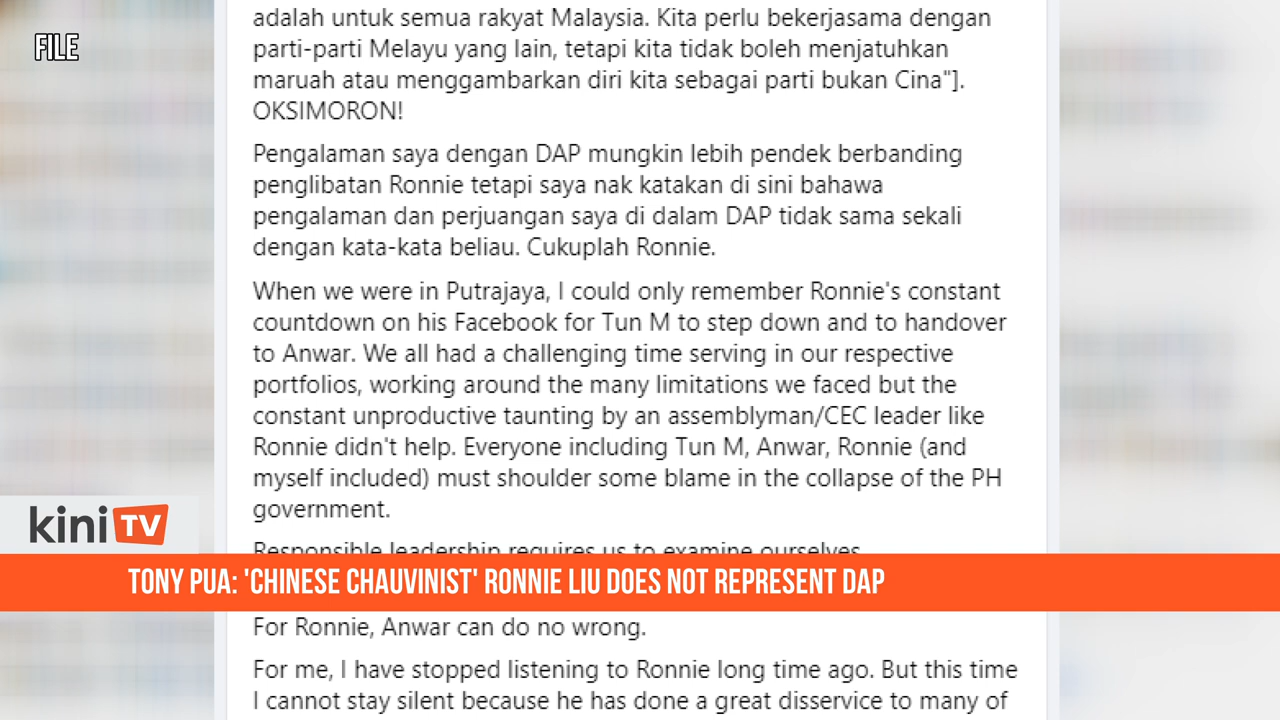 FILE
adalah untuk semua rakyat Malaysia. Kita perlu bekerjasama dengan
parti-parti Melayu yang lain, tetapi kita tidak boleh menjatuhkan
maruah atau menggambarkan diri kita sebagai parti bukan Cina"].
OKSIMORON!
Pengalaman saya dengan DAP mungkin lebih pendek berbanding
penglibatan Ronnie tetapi saya nak katakan di sini bahawa
pengalaman dan perjuangan saya di dalam DAP tidak sama sekali
dengan kata-kata beliau. Cukuplah Ronnie.
When we were in Putrajaya, I could only remember Ronnie's constant
countdown on his Facebook for Tun M to step down and to handover
to Anwar. We all had a challenging time serving in our respective
portfolios, working around the many limitations we faced but the
constant unproductive taunting by an assemblyman/CEC leader like
Ronnie didn't help. Everyone including Tun M, Anwar, Ronnie (and
myself included) must shoulder some blame in the collapse of the PH
government.
Responsible leadership requires us to examine ourselves
kini TV
TONY PUA: 'CHINESE CHAUVINIST' RONNIE LIU DOES NOT REPRESENT DAP
For Ronnie, Anwar can do no wrong.
For me, I have stopped listening to Ronnie long time ago. But this time
I cannot stay silent because he has done a great disservice to many of